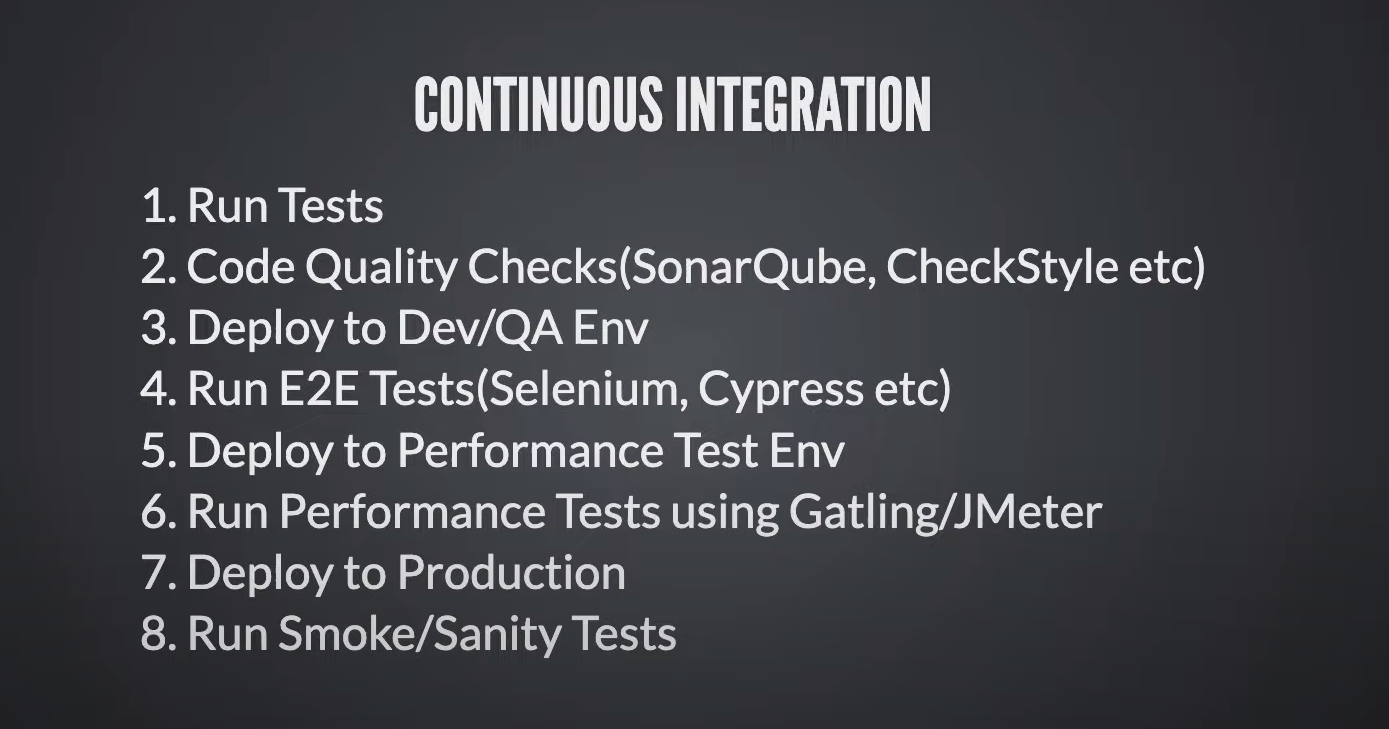 CONTINUOUS INTEGRATION
1. Run Tests
2. Code Quality Checks(SonarQube, CheckStyle etc)
3. Deploy to Dev/QA Env
4. Run E2E Tests(Selenium, Cypress etc)
5. Deploy to Performance Test Env
6. Run Performance Tests using Gatling/JMeter
7. Deploy to Production
8. Run Smoke/Sanity Tests